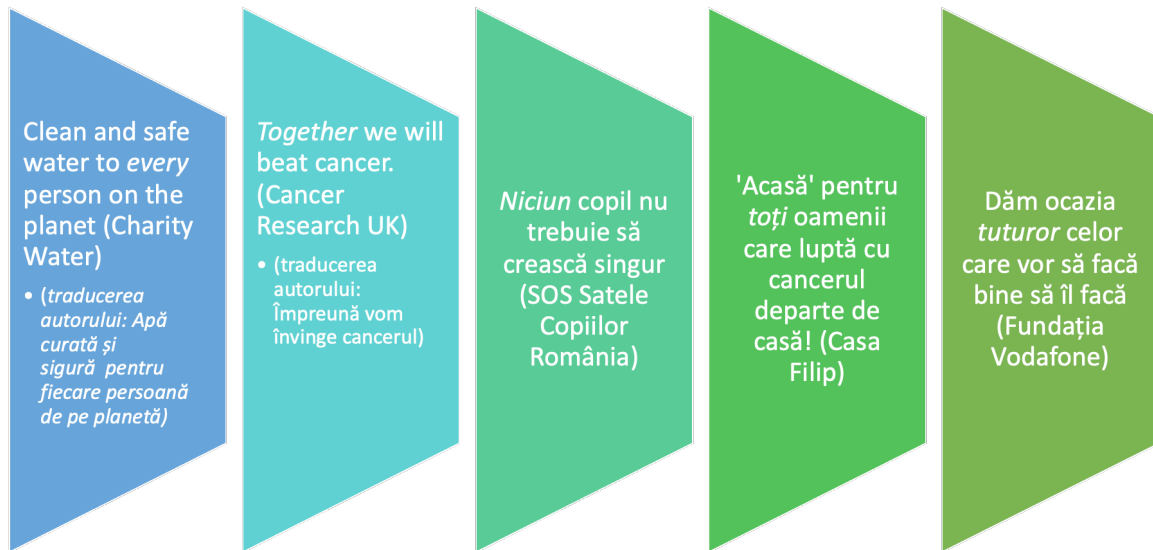 Clean and safe
water to every
person on the
planet (Charity
Water)
• (traducerea
autorului: Apă
curată și
sigură pentru
fiecare persoană
de pe planetă)
Together we will
beat cancer.
(Cancer
Research UK)
• (traducerea
autorului:
Împreună vom
învinge cancerul)
Niciun copil nu
trebuie să
crească singur
(SOS Satele
Copiilor
România)
'Acasă' pentru
toți oamenii
care luptă cu
cancerul
departe de
casă! (Casa
Filip)
Dăm ocazia
tuturor celor
care vor să facă
bine să îl facă
(Fundația
Vodafone)